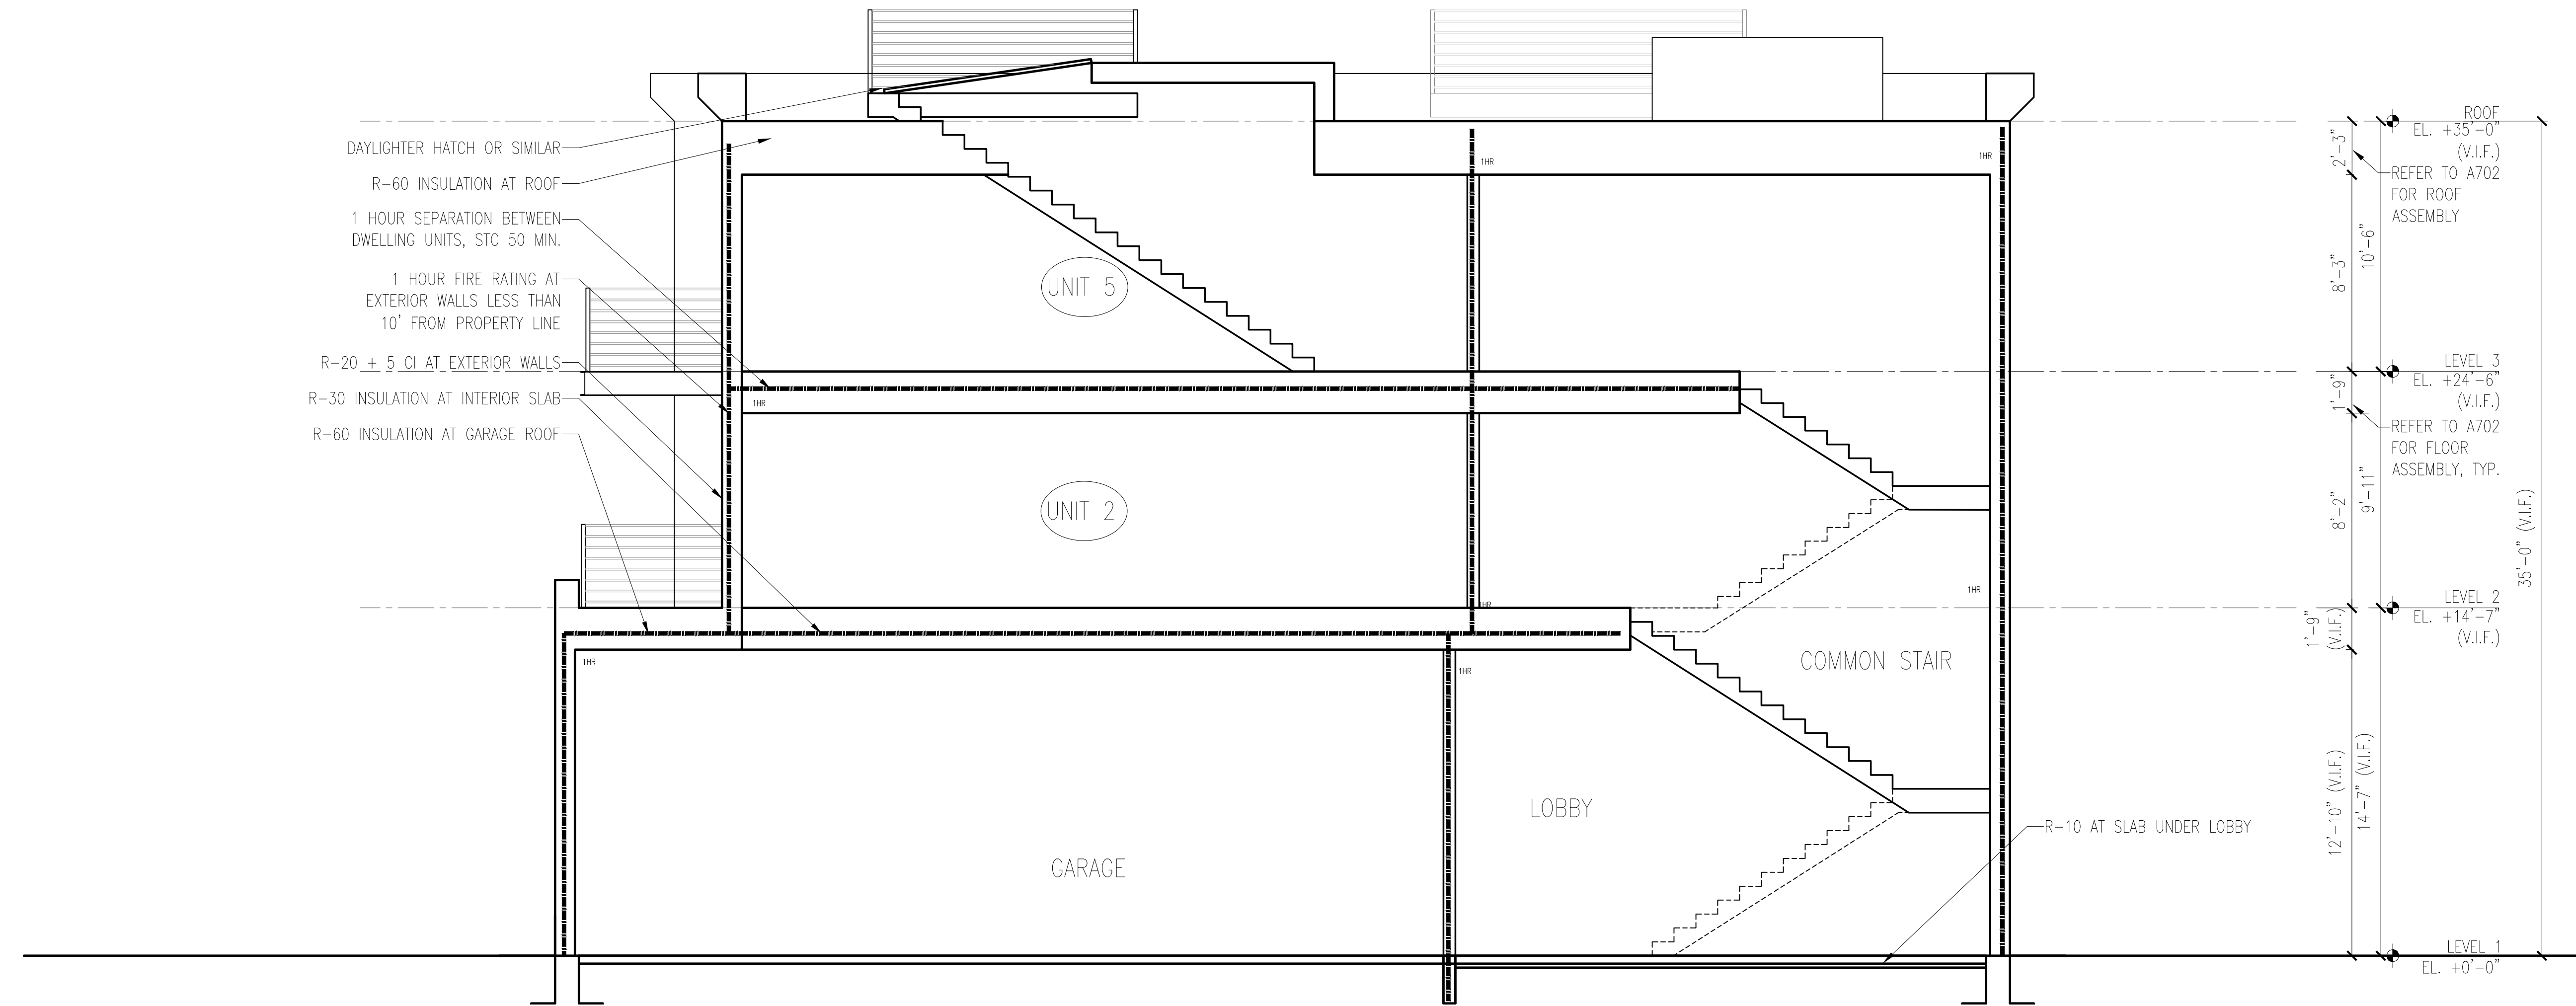 DAYLIGHTER HATCH OR SIMILAR
R-60 INSULATION AT ROOF
1 HOUR SEPARATION BETWEEN
DWELLING UNITS, STC 50 MIN.
1 HOUR FIRE RATING AT
EXTERIOR WALLS LESS THAN
10' FROM PROPERTY LINE
R-20 + 5 CI AT EXTERIOR WALLS
R-30 INSULATION AT INTERIOR SLAB
R-60 INSULATION AT GARAGE ROOF
1HR
1HR
UNIT 5
1HR
UNIT 2
1HR
HR
1HR
1HR
COMMON STAIR
LOBBY
GARAGE
R-10 AT SLAB UNDER LOBBY
ROOF
EL. +35'-0"
(V.I.F.)
REFER TO A702
FOR ROOF
ASSEMBLY
2'-3"
8'-3"
10'-6"
LEVEL 3
EL. +24'-6"
(V.I.F.)
REFER TO A702
FOR FLOOR
ASSEMBLY, TYP.
1'-9"
8'-2"
9'-11"
35'-0" (V.I.F.)
LEVEL 2
EL. +14'-7"
(V.I.F.)
1'-9"
(V.I.F.)
12'-10" (V.I.F.)
14'-7" (V.I.F.)
LEVEL 1
EL. +0'-0"